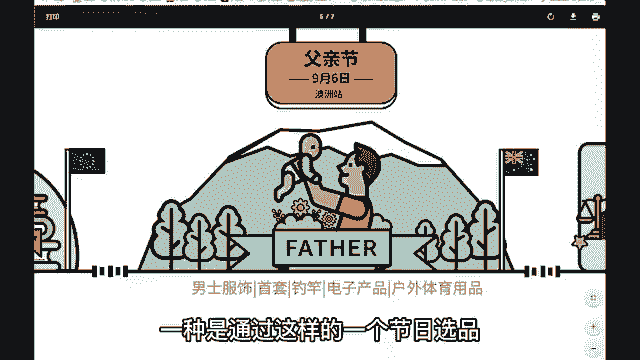 打印
5 / 7
父亲节
9月6日
澳洲站
FATHER
男士服饰|首套|钓竿|电子产品|户外体育用品
一种是通过这样的一个节日选品